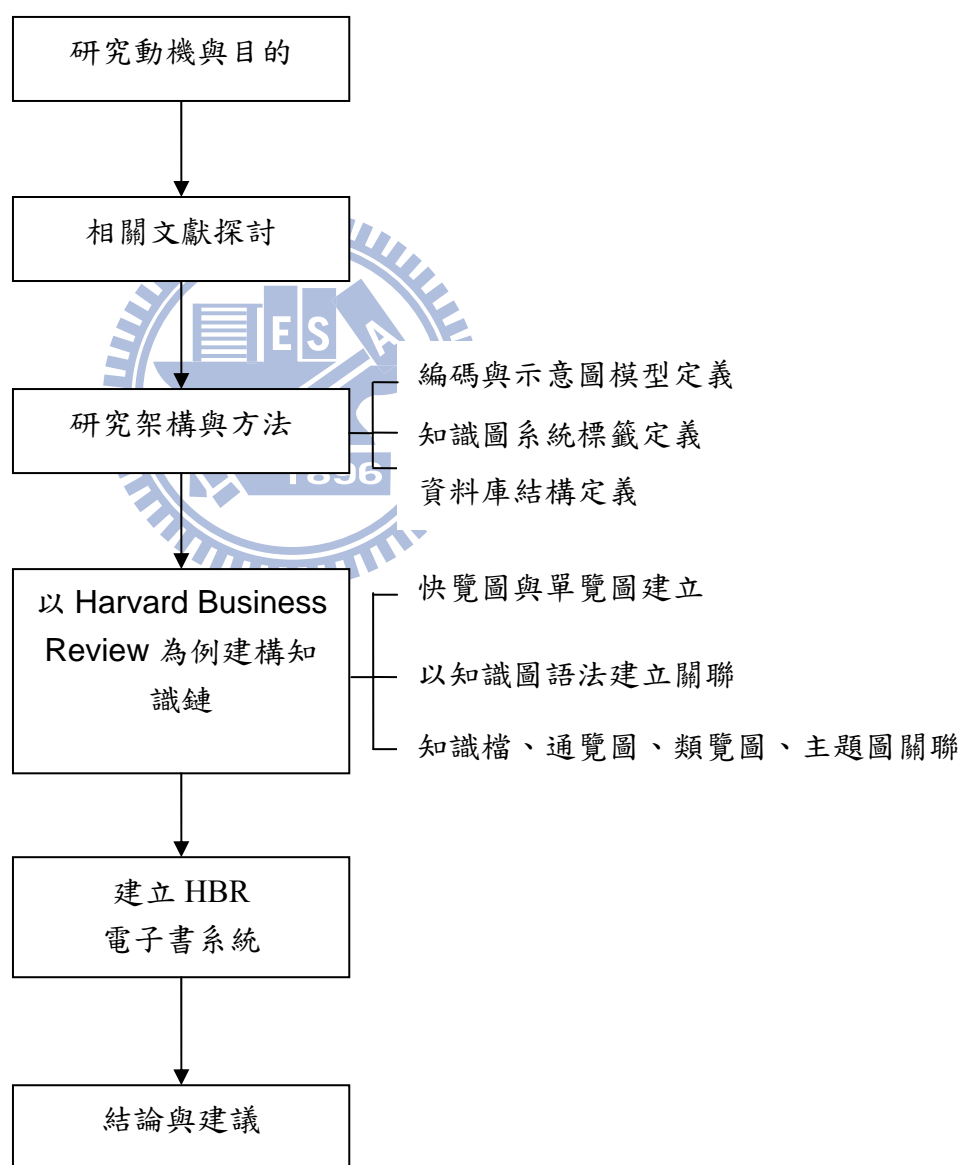 研究動機與目的
相關文獻探討
E S A
研究架構與方法
編碼與示意圖模型定義
知識圖系統標籤定義
資料庫結構定義
1896
以 Harvard Business
Review 為例建構知
識鏈
快覽圖與單覽圖建立
以知識圖語法建立關聯
知識檔、通覽圖、類覽圖、主題圖關聯
建立 HBR
電子書系統
結論與建議